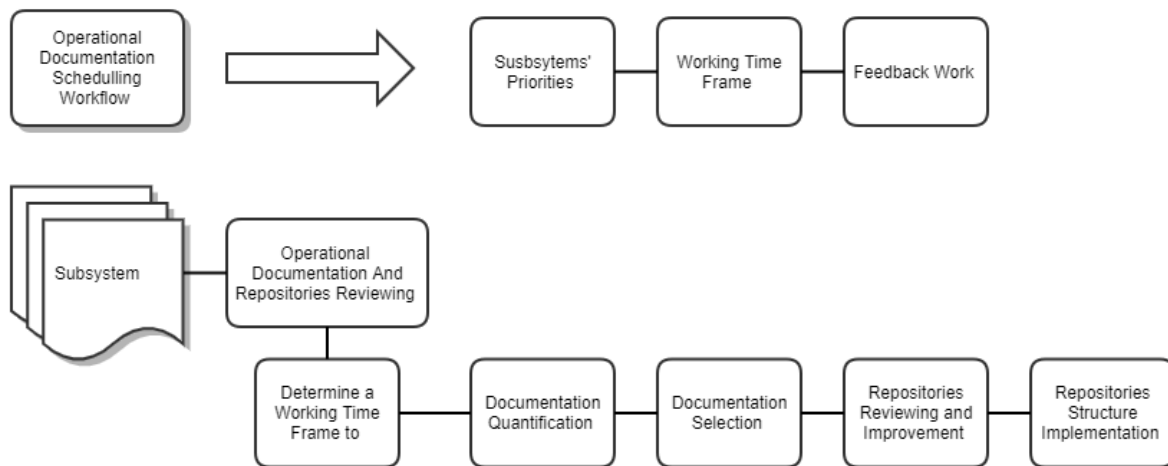 Operational
Documentation
Schedulling
Workflow
Susbsytems'
Priorities
Working Time
Frame
Feedback Work
Subsystem
Operational
Documentation And
Repositories Reviewing
Determine a
Working Time
Frame to
Documentation
Quantification
Documentation
Selection
Repositories
Reviewing and
Improvement
Repositories
Structure
Implementation